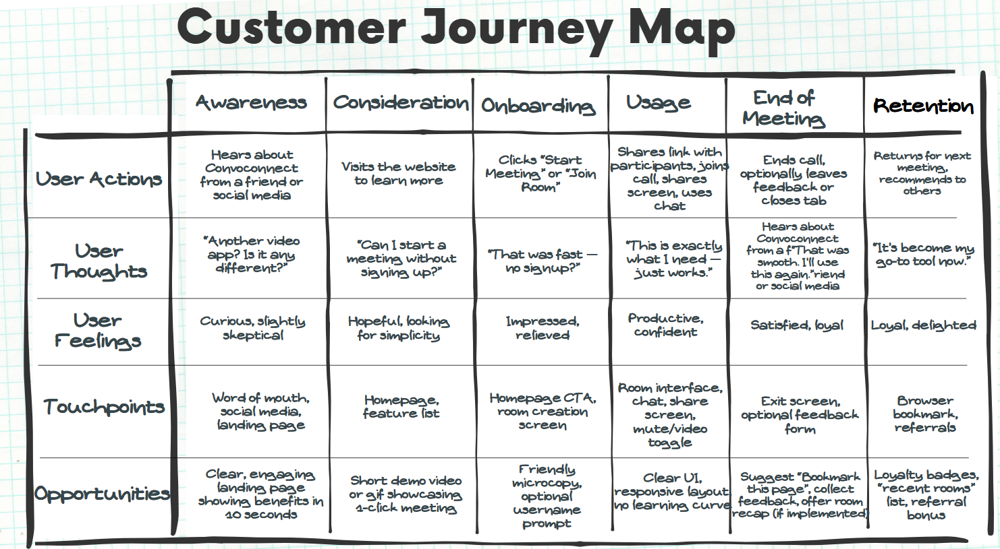 Customer Journey Map
Awareness
Consideration
Onboarding
Usage
End of
Meeting
Retention
User Actions
Hears about
Convoconnect
from a friend or
social media
Visits the website
to learn more
Clicks “Start
Meeting” or “Join
Room”
Shares link with
participants, joins
call, shares
screen, uses
chat
Ends call,
optionally leaves
feedback or
closes tab
Returns for next
meeting,
recommends to
others
User
Thoughts
“Another video
app? Is it any
different?”
“Can I start a
meeting without
signing up?”
“That was fast —
no signup?”
“This is exactly
what I need —
just works.”
Hears about
Convoconnect
from a f“That was
smooth. I’ll use
this again.”riend
or social media
“It’s become my
go-to tool now.”
User
Feelings
Curious, slightly
skeptical
Hopeful, looking
for simplicity
Impressed,
relieved
Productive,
confident
Satisfied, loyal
Loyal, delighted
Touchpoints
Word of mouth,
social media,
landing page
Homepage,
feature list
Homepage CTA,
room creation
screen
Room interface,
chat, share
screen,
mute/video
toggle
Exit screen,
optional feedback
form
Browser
bookmark,
referrals
Opportunities
Clear, engaging
landing page
showing benefits in
10 seconds
Short demo video
or gif showcasing
1-click meeting
Friendly
microcopy,
optional
username
prompt
Clear UI,
responsive layout,
no learning curve
Suggest “Bookmark
this page”, collect
feedback, offer room
recap (if implemented)
Loyalty badges,
“recent rooms”
list, referral
bonus